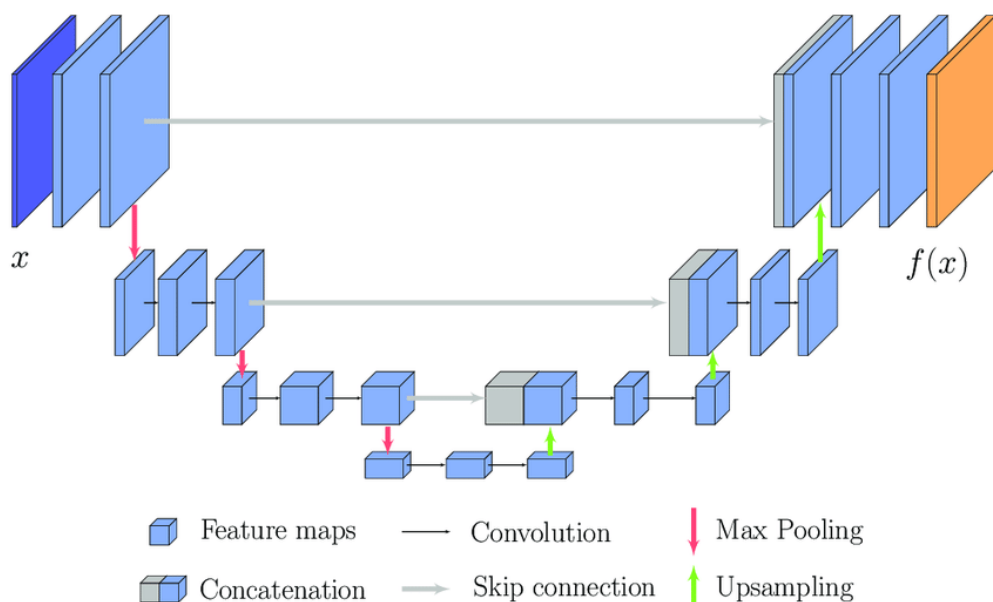 x
f(x)
Feature maps
Convolution
Max Pooling
Concatenation
Skip connection
Upsampling